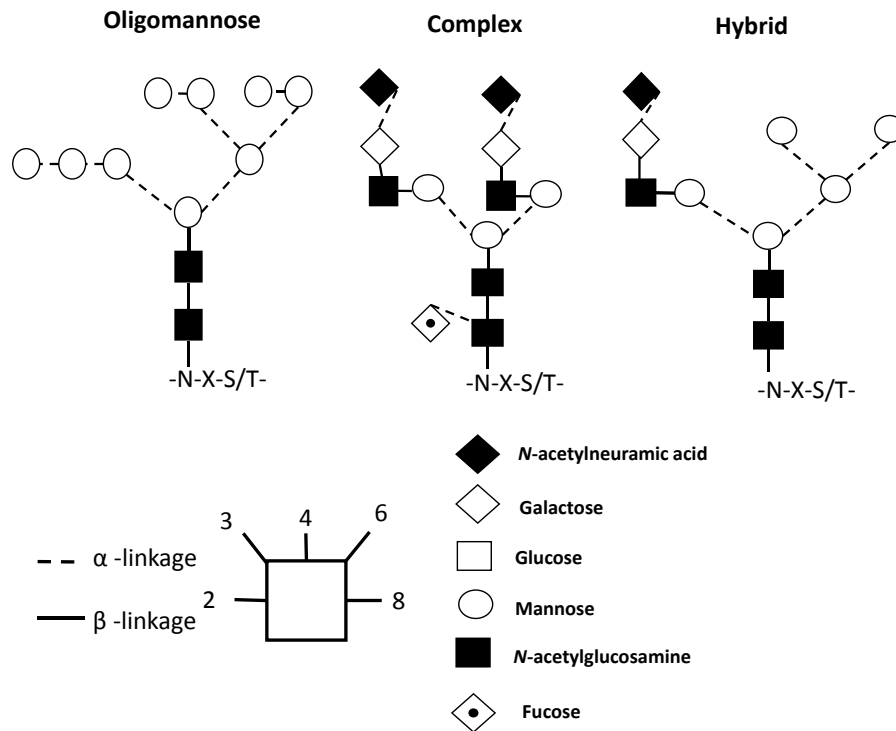 Oligomannose
Complex
Hybrid
-N-X-S/T-
-N-X-S/T-
-N-X-S/T-
N-acetylneuramic acid
Galactose
Glucose
Mannose
N-acetylglucosamine
Fucose
α -linkage
β -linkage
3
4
6
2
8